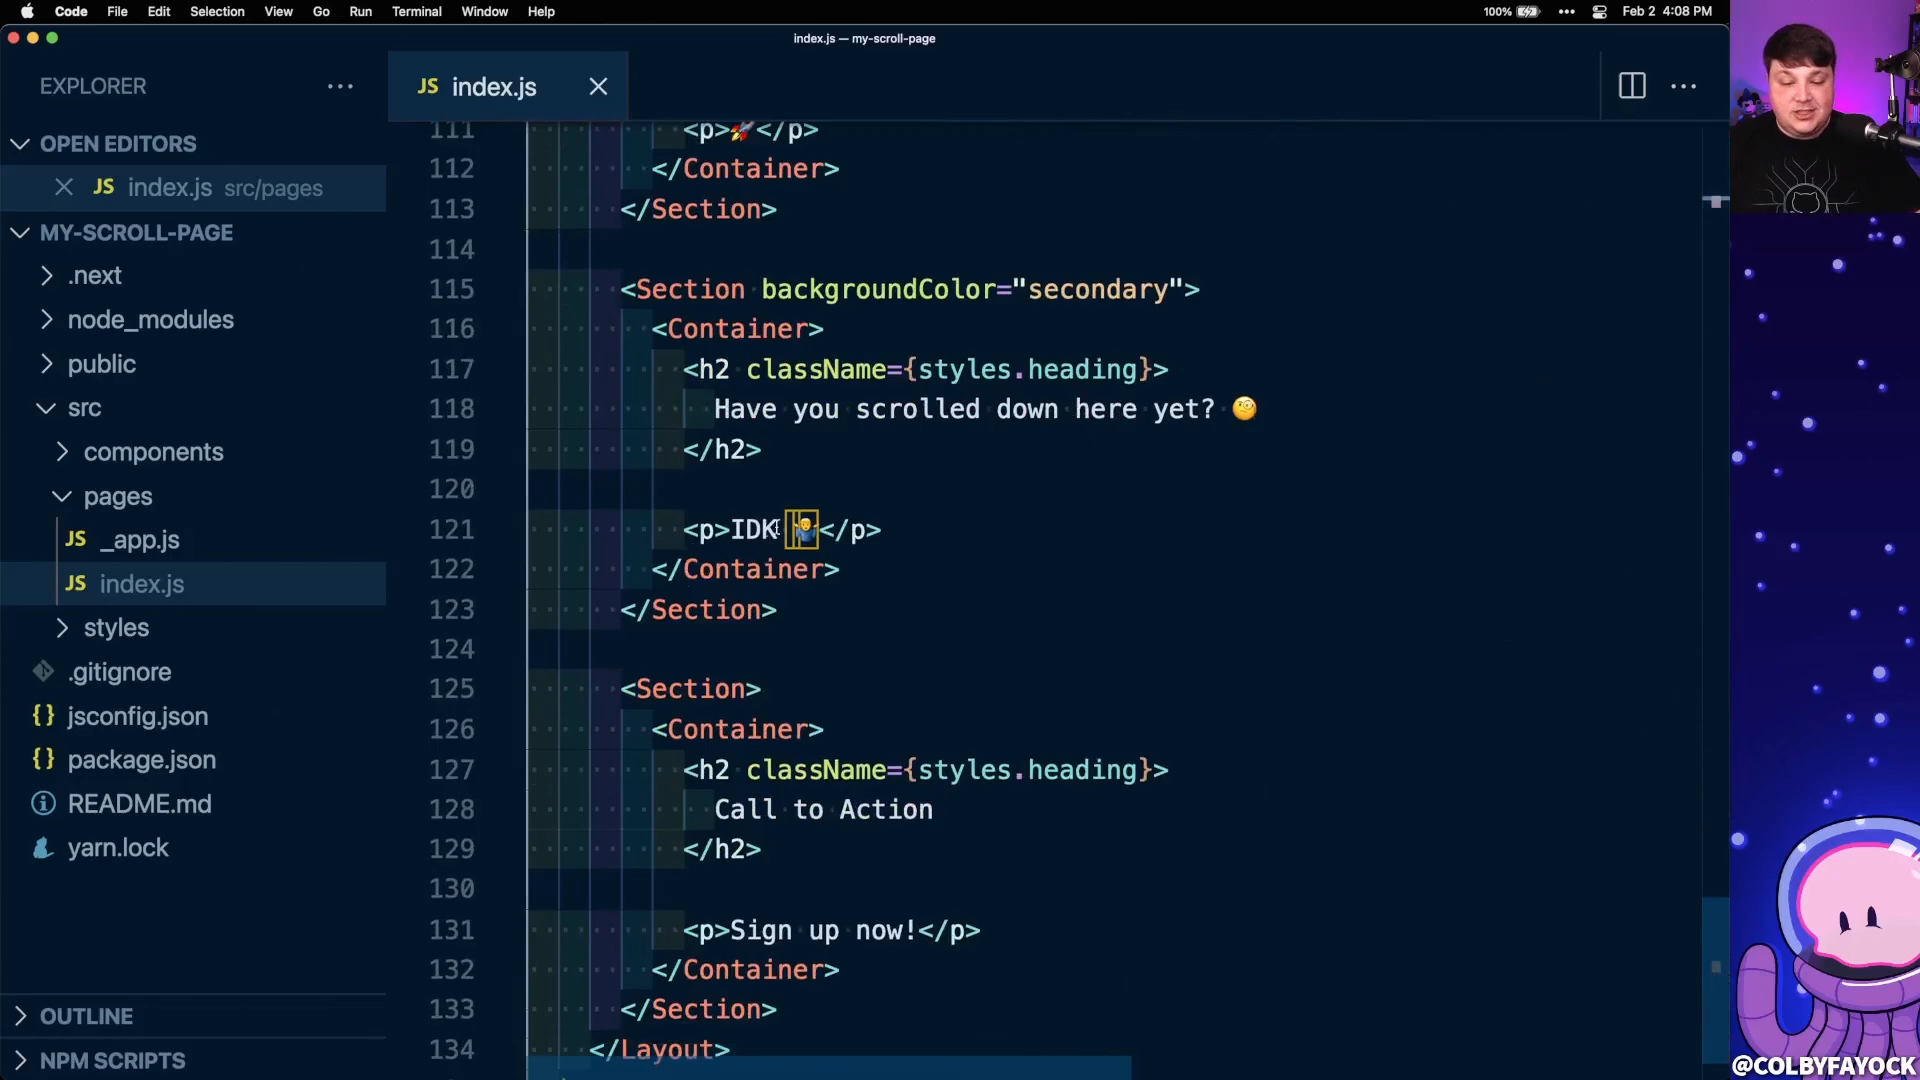 Code File Edit Selection View Go Run Terminal Window Help 100% Feb 2 4:08 PM
index.js — my-scroll-page
EXPLORER
JS index.js
OPEN EDITORS
JS index.js src/pages
MY-SCROLL-PAGE
.next
node_modules
public
src
components
pages
JS _app.js
JS index.js
styles
.gitignore
{} jsconfig.json
{} package.json
README.md
yarn.lock
OUTLINE
NPM SCRIPTS
111 <p>🚀</p>
112 </Container>
113 </Section>
114
115 <Section backgroundColor="secondary">
116 <Container>
117 <h2 className={styles.heading}>
118 Have you scrolled down here yet? 🧐
119 </h2>
120
121 <p>IDK 🤷‍♂️</p>
122 </Container>
123 </Section>
124
125 <Section>
126 <Container>
127 <h2 className={styles.heading}>
128 Call to Action
129 </h2>
130
131 <p>Sign up now!</p>
132 </Container>
133 </Section>
134 </Layout>
@COLBYFAYOCK